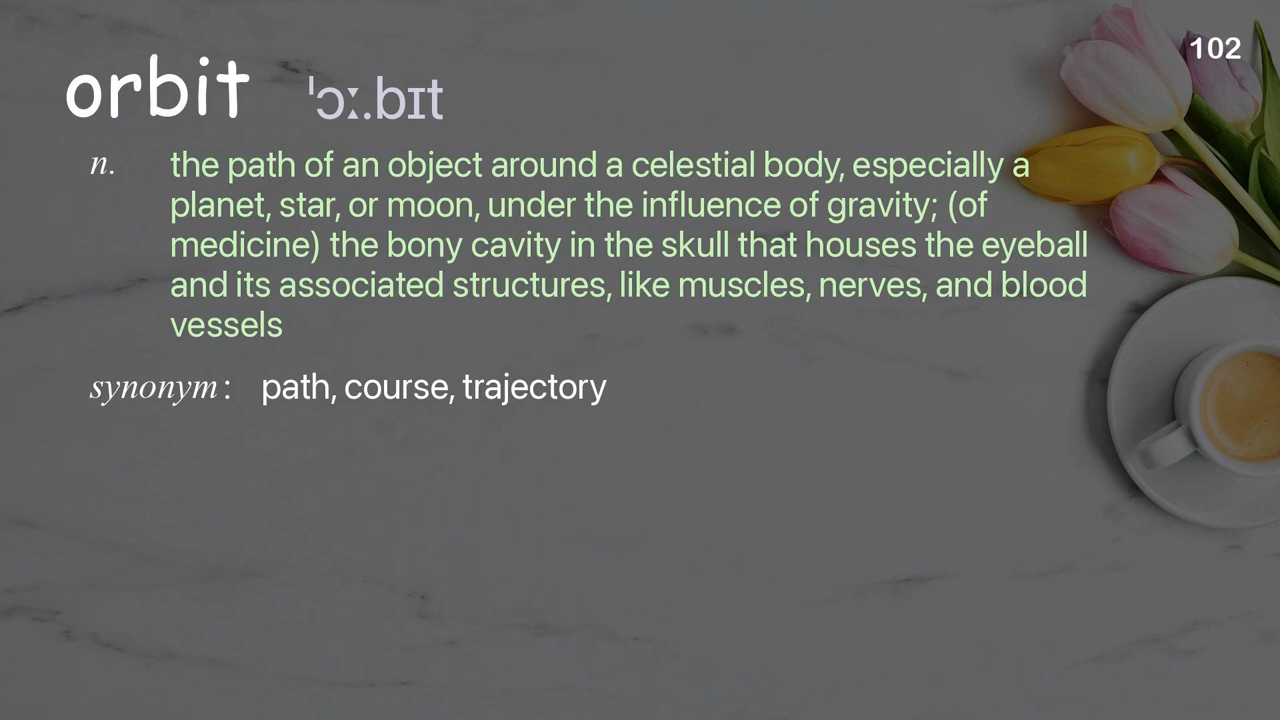 102
orbit ˈɔː.bɪt
n. the path of an object around a celestial body, especially a
planet, star, or moon, under the influence of gravity; (of
medicine) the bony cavity in the skull that houses the eyeball
and its associated structures, like muscles, nerves, and blood
vessels
synonym: path, course, trajectory